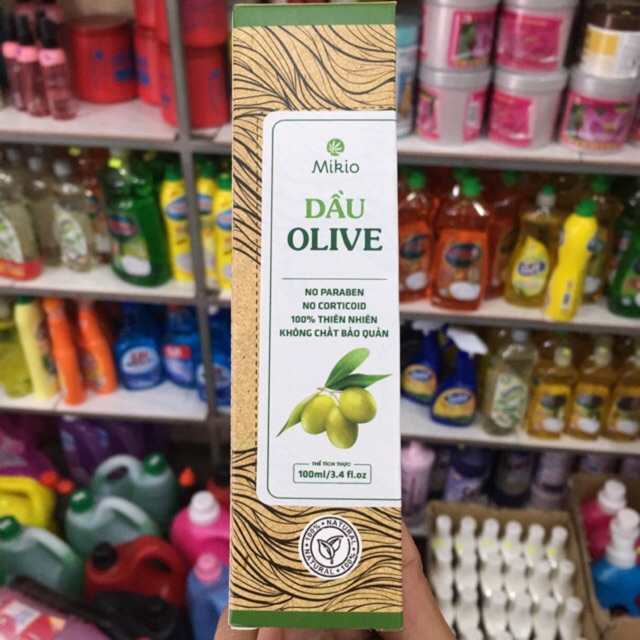 Mikio
DẦU
OLIVE
NO PARABEN
NO CORTICOID
100% THIÊN NHIÊN
KHÔNG CHẤT BẢO QUẢN
THỂ TÍCH THỰC
100ml/3.4 fl.oz
100% • NATURAL • 100% • NATURAL •